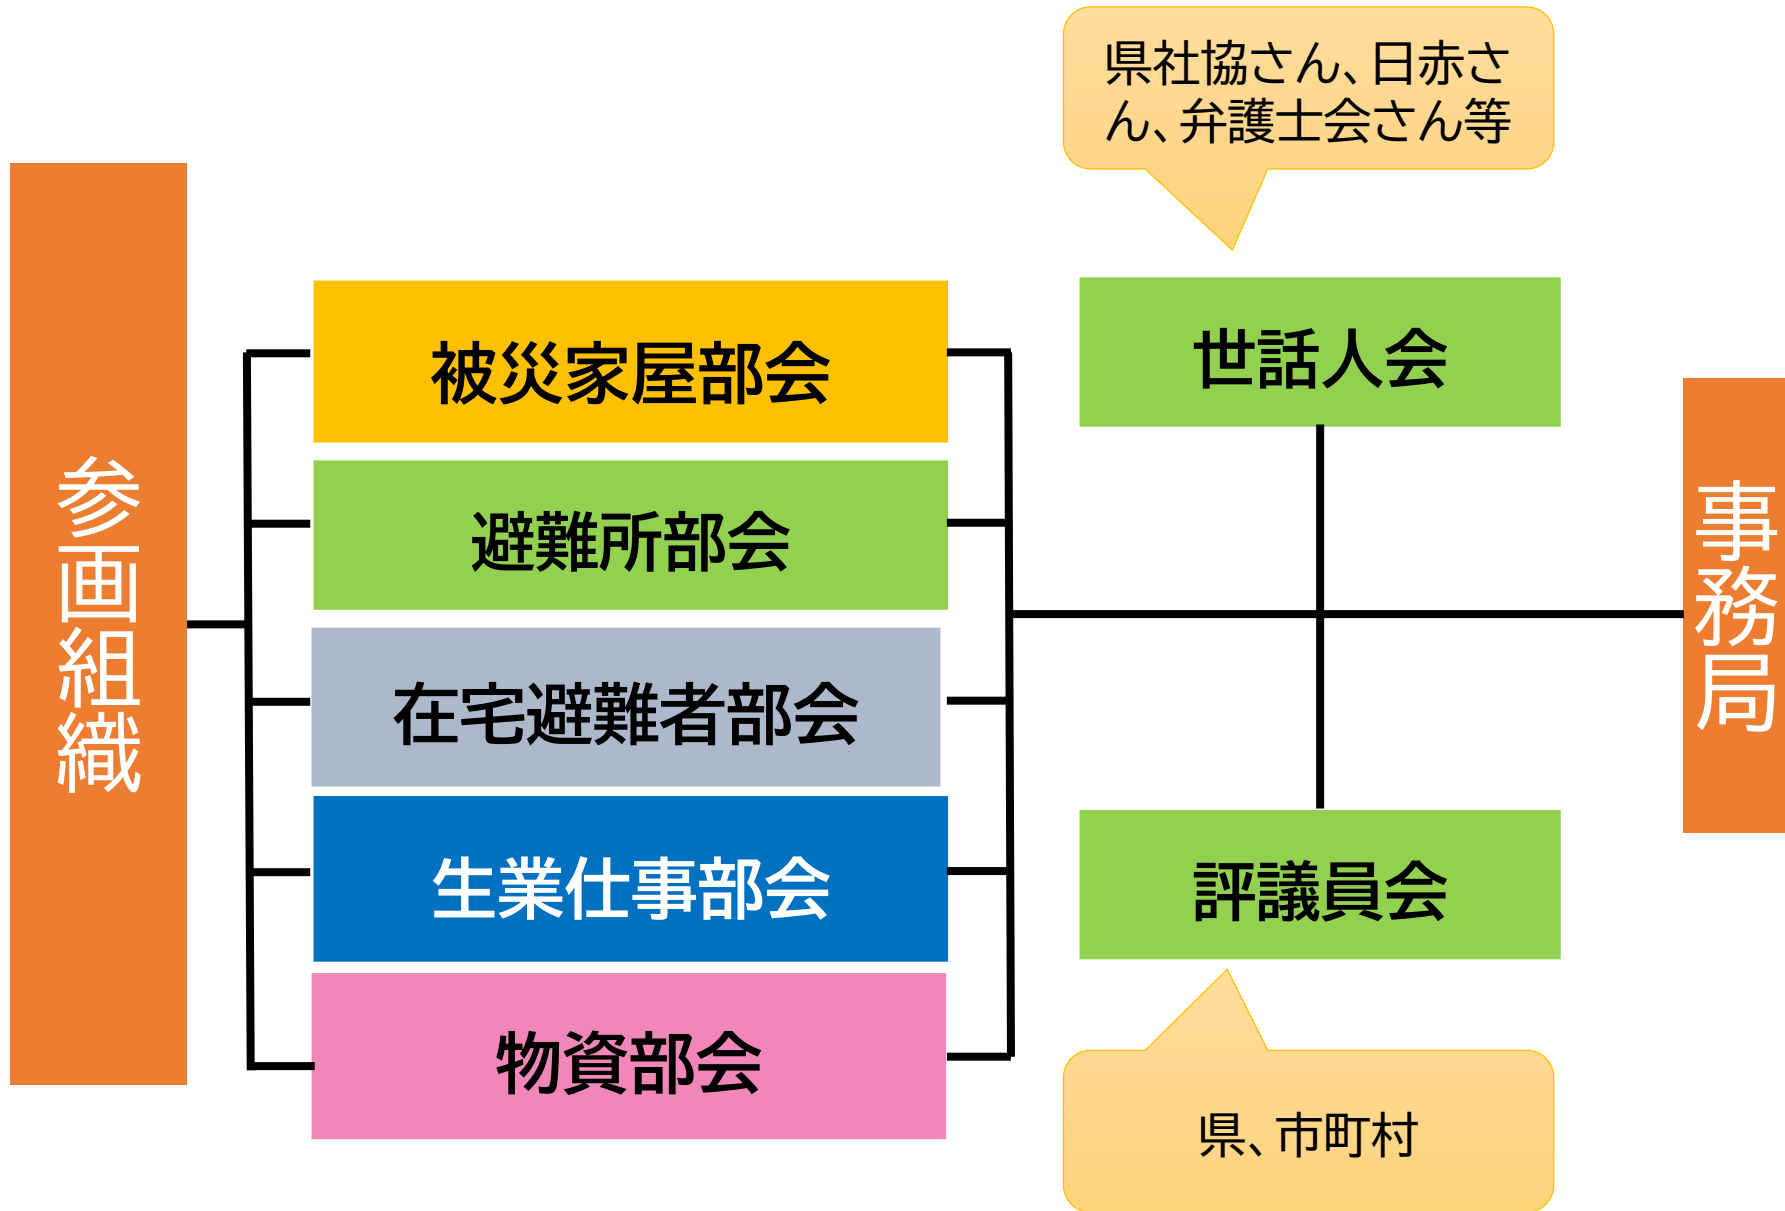 県社協さん、日赤さ
ん、弁護士会さん等
参画組織
被災家屋部会
避難所部会
在宅避難者部会
生業仕事部会
物資部会
世話人会
評議員会
県、市町村
事務局